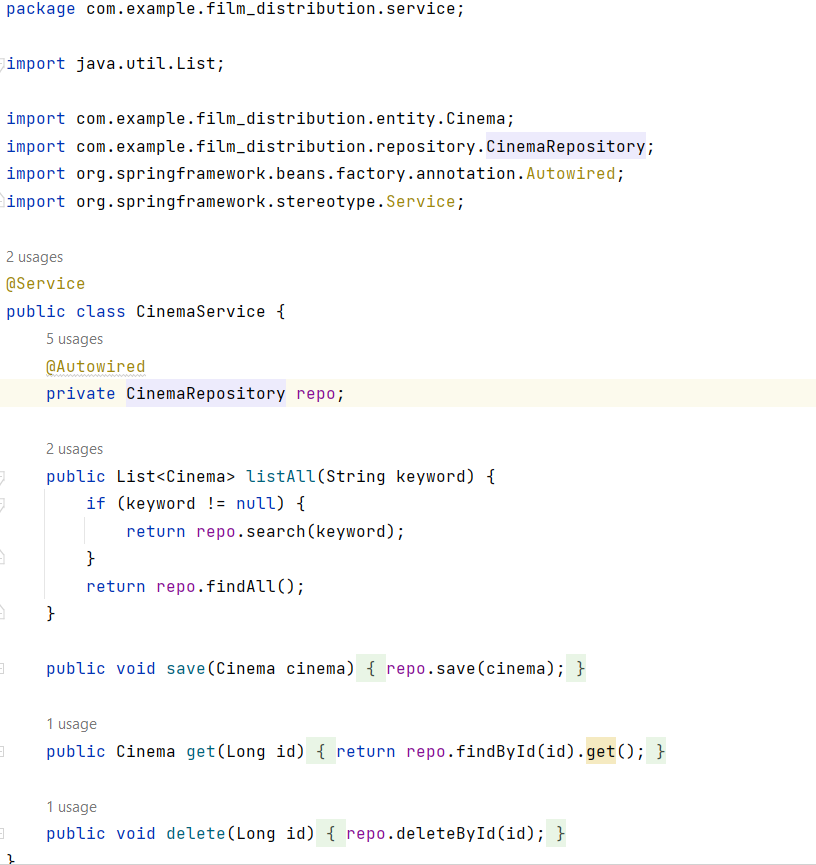 package com.example.film_distribution.service;
import java.util.List;
import com.example.film_distribution.entity.Cinema;
import com.example.film_distribution.repository.CinemaRepository;
import org.springframework.beans.factory.annotation.Autowired;
import org.springframework.stereotype.Service;
2 usages
@Service
public class CinemaService {
5 usages
@Autowired
private CinemaRepository repo;
2 usages
public List<Cinema> listAll(String keyword) {
if (keyword != null) {
return repo.search(keyword);
}
return repo.findAll();
}
public void save(Cinema cinema) { repo.save(cinema); }
1 usage
public Cinema get(Long id) { return repo.findById(id).get(); }
1 usage
public void delete(Long id) { repo.deleteById(id); }
}